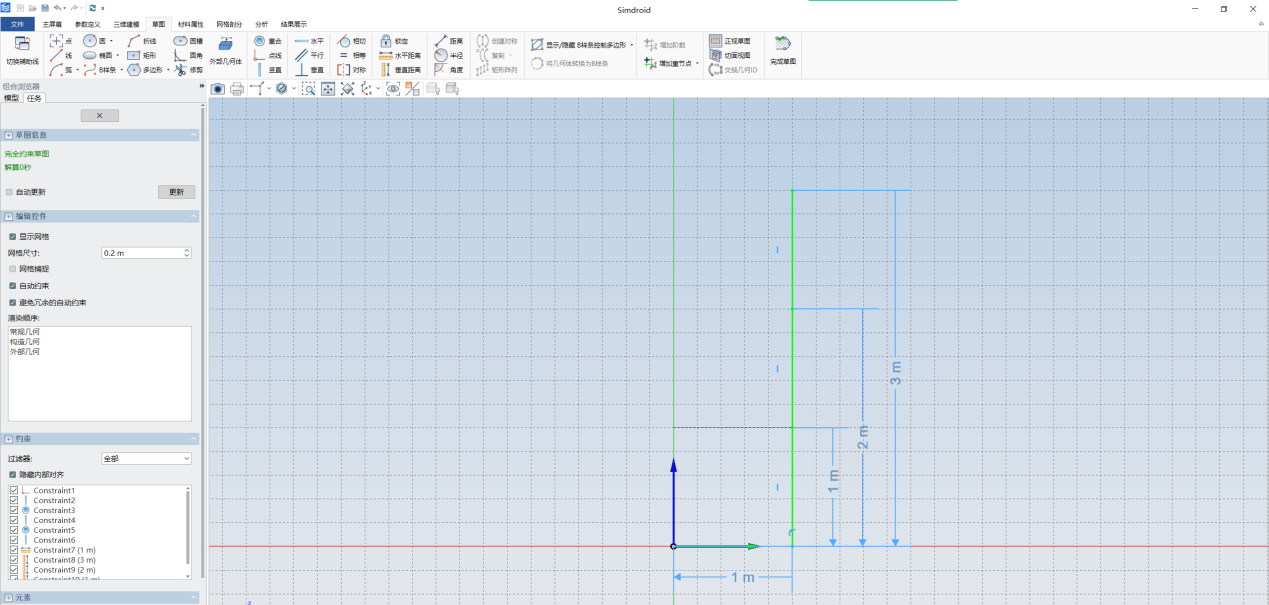 Simdroid
文件 主屏幕 参数定义 三维建模 草图 材料属性 网格剖分 分析 结果展示
点 圆 折线 圆槽 重合 水平 相切 锁定 距离 创建对称 正视草图
线 椭圆 矩形 圆角 点线 平行 相等 水平距离 半径 复制 显示/隐藏 B样条控制多边形 增加阶数 切面视图
切换辅助线 外部几何体 将几何体转换为B样条 增加重节点 完成草图
弧 B样条 多边形 修剪 竖直 垂直 对称 垂直距离 角度 矩形阵列 交换几何ID
组合浏览器
模型 任务
草图信息
完全约束草图
解算0秒
自动更新 更新
编辑控件
显示网格
网格尺寸: 0.2 m
网格捕捉
自动约束
避免冗余的自动约束
渲染顺序:
常规几何
构造几何
外部几何
约束
过滤器: 全部
隐藏内部对齐
Constraint1
Constraint2
Constraint3
Constraint4
Constraint5
Constraint6
Constraint7 (1 m)
Constraint8 (3 m)
Constraint9 (2 m)
Constraint10 (1 m)
元素
3 m
2 m
1 m
1 m
z